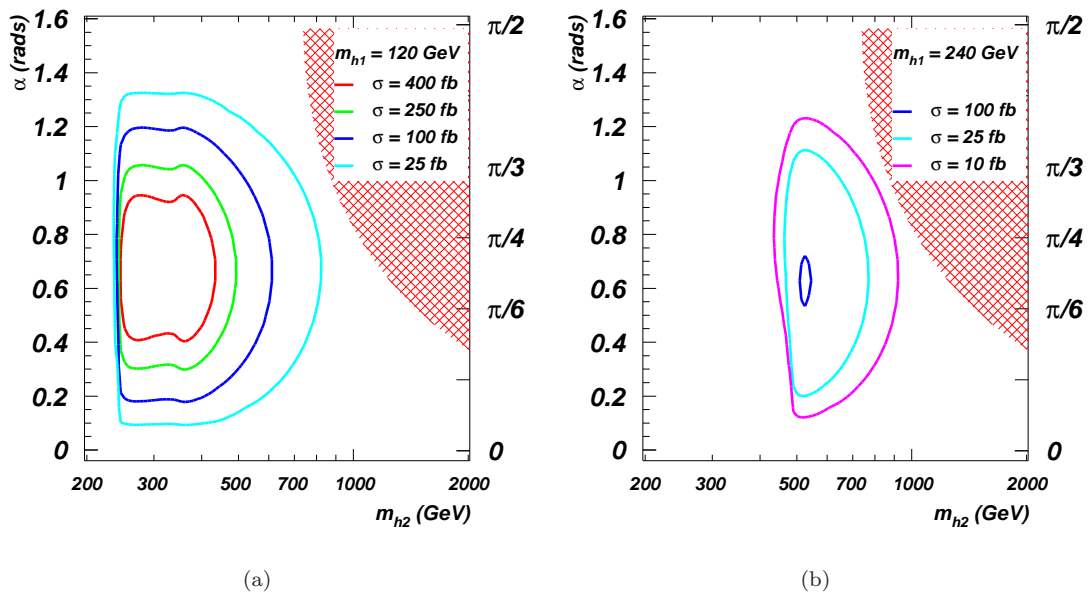 α (rads)
1.6
1.4
1.2
1
0.8
0.6
0.4
0.2
0
π/2
π/3
π/4
π/6
0
m_h1 = 120 GeV
σ = 400 fb
σ = 250 fb
σ = 100 fb
σ = 25 fb
200 300 500 700 1000 2000
m_h2 (GeV)
(a)
α (rads)
1.6
1.4
1.2
1
0.8
0.6
0.4
0.2
0
π/2
π/3
π/4
π/6
0
m_h1 = 240 GeV
σ = 100 fb
σ = 25 fb
σ = 10 fb
200 300 500 700 1000 2000
m_h2 (GeV)
(b)